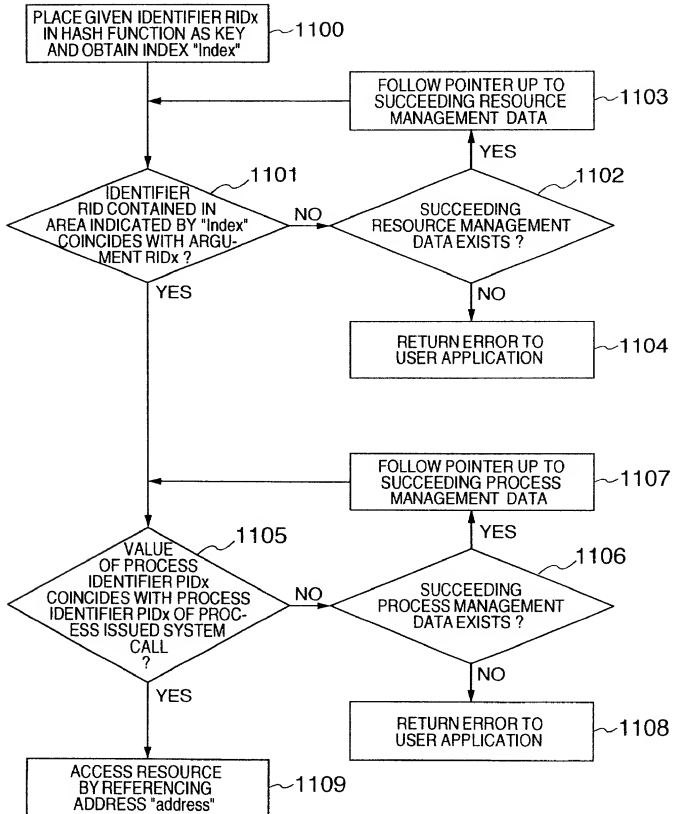 PLACE GIVEN IDENTIFIER RIDx
IN HASH FUNCTION AS KEY
AND OBTAIN INDEX "Index"
1100
FOLLOW POINTER UP TO
SUCCEEDING RESOURCE
MANAGEMENT DATA
1103
YES
1101
IDENTIFIER
RID CONTAINED IN
AREA INDICATED BY "Index"
COINCIDES WITH ARGU-
MENT RIDx ?
NO
1102
SUCCEEDING
RESOURCE MANAGEMENT
DATA EXISTS ?
YES
NO
RETURN ERROR TO
USER APPLICATION
1104
FOLLOW POINTER UP TO
SUCCEEDING PROCESS
MANAGEMENT DATA
1107
YES
1105
VALUE
OF PROCESS
IDENTIFIER PIDx
COINCIDES WITH PROCESS
IDENTIFIER PIDx OF PROC-
ESS ISSUED SYSTEM
CALL
?
NO
1106
SUCCEEDING
PROCESS MANAGEMENT
DATA EXISTS ?
YES
NO
RETURN ERROR TO
USER APPLICATION
1108
ACCESS RESOURCE
BY REFERENCING
ADDRESS "address"
1109